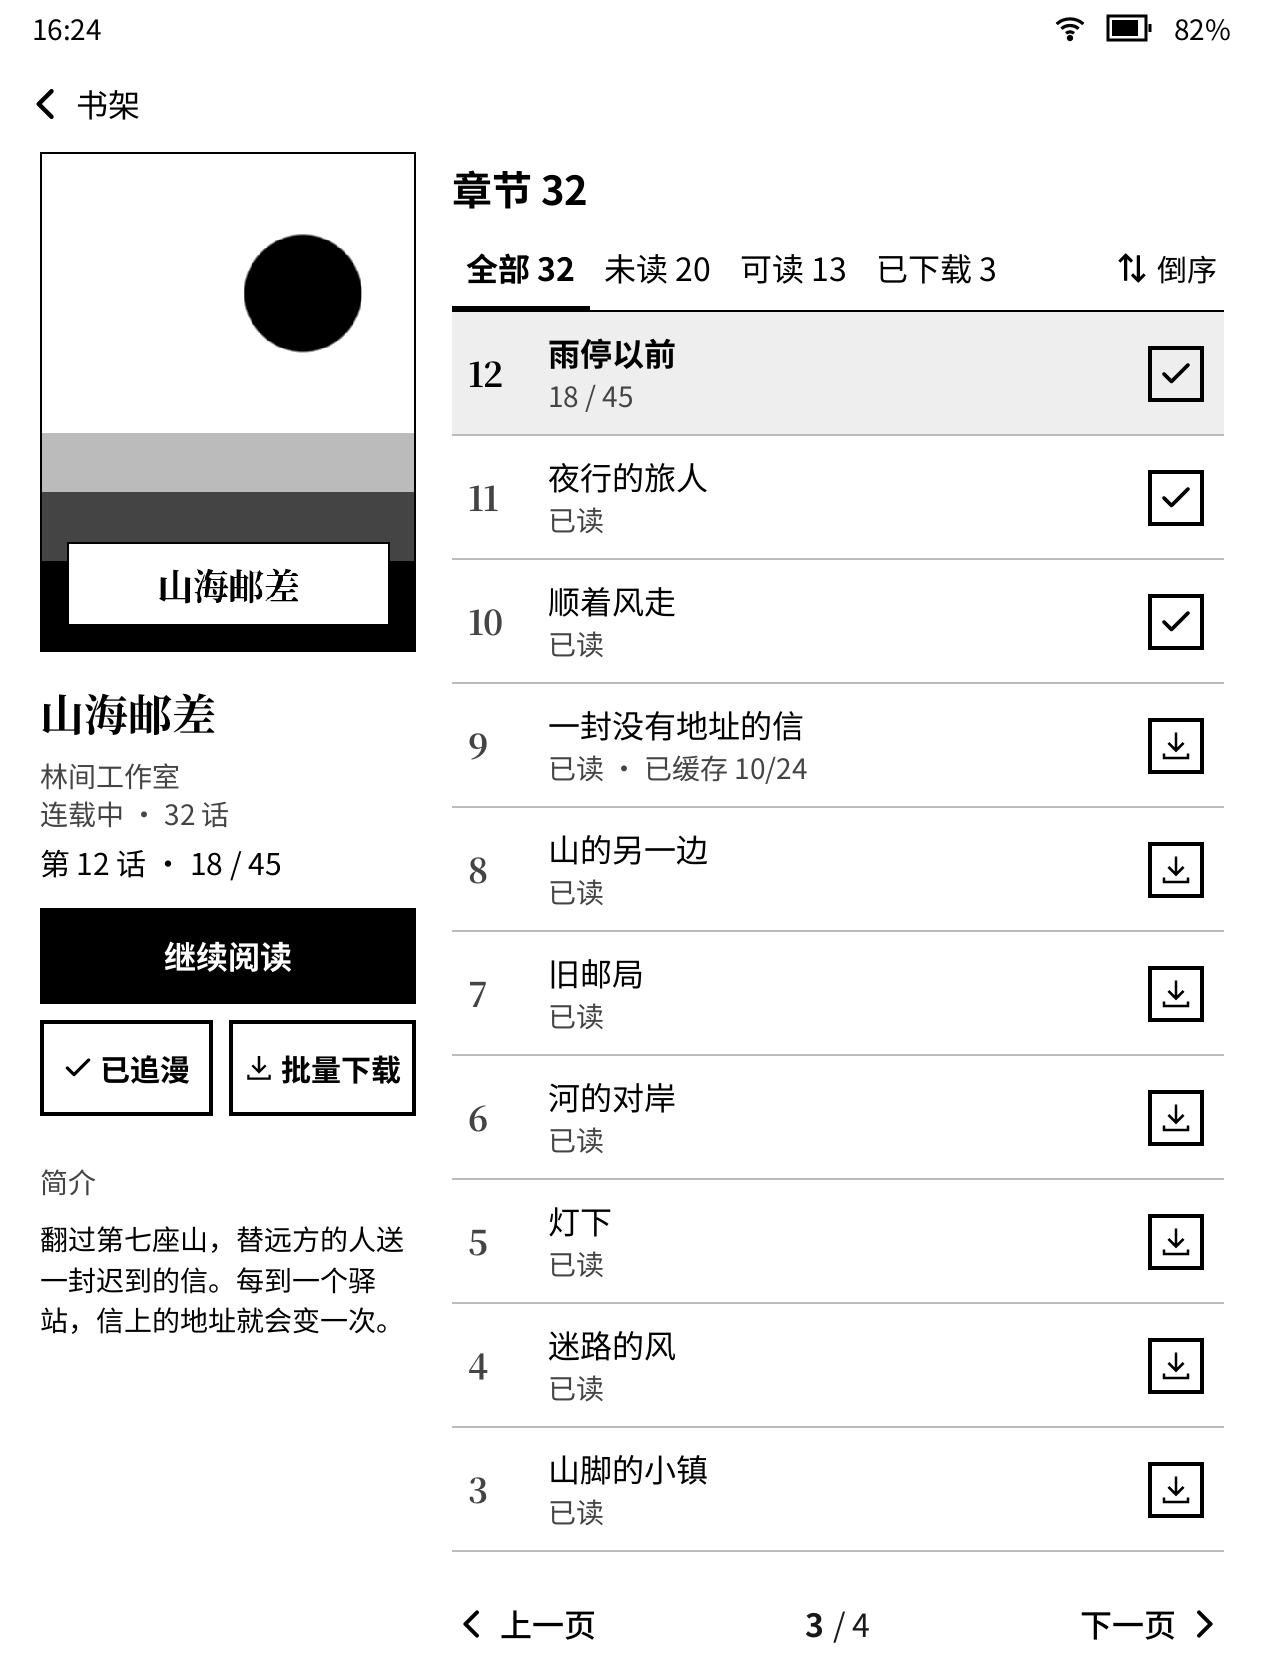 16:24
82%
书架
山海邮差
山海邮差
林间工作室
连载中 · 32 话
第 12 话 · 18 / 45
继续阅读
已追漫
批量下载
简介
翻过第七座山，替远方的人送
一封迟到的信。每到一个驿
站，信上的地址就会变一次。
章节 32
全部 32
未读 20
可读 13
已下载 3
倒序
12
雨停以前
18 / 45
11
夜行的旅人
已读
10
顺着风走
已读
9
一封没有地址的信
已读 · 已缓存 10/24
8
山的另一边
已读
7
旧邮局
已读
6
河的对岸
已读
5
灯下
已读
4
迷路的风
已读
3
山脚的小镇
已读
上一页
3 / 4
下一页